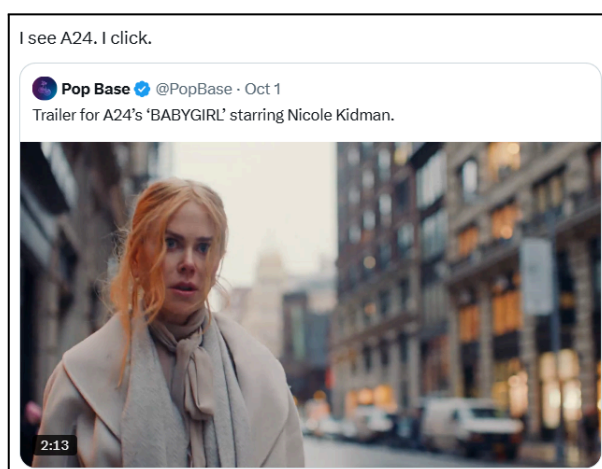 I see A24. I click.
Pop Base @PopBase · Oct 1
Trailer for A24’s ‘BABYGIRL’ starring Nicole Kidman.
2:13